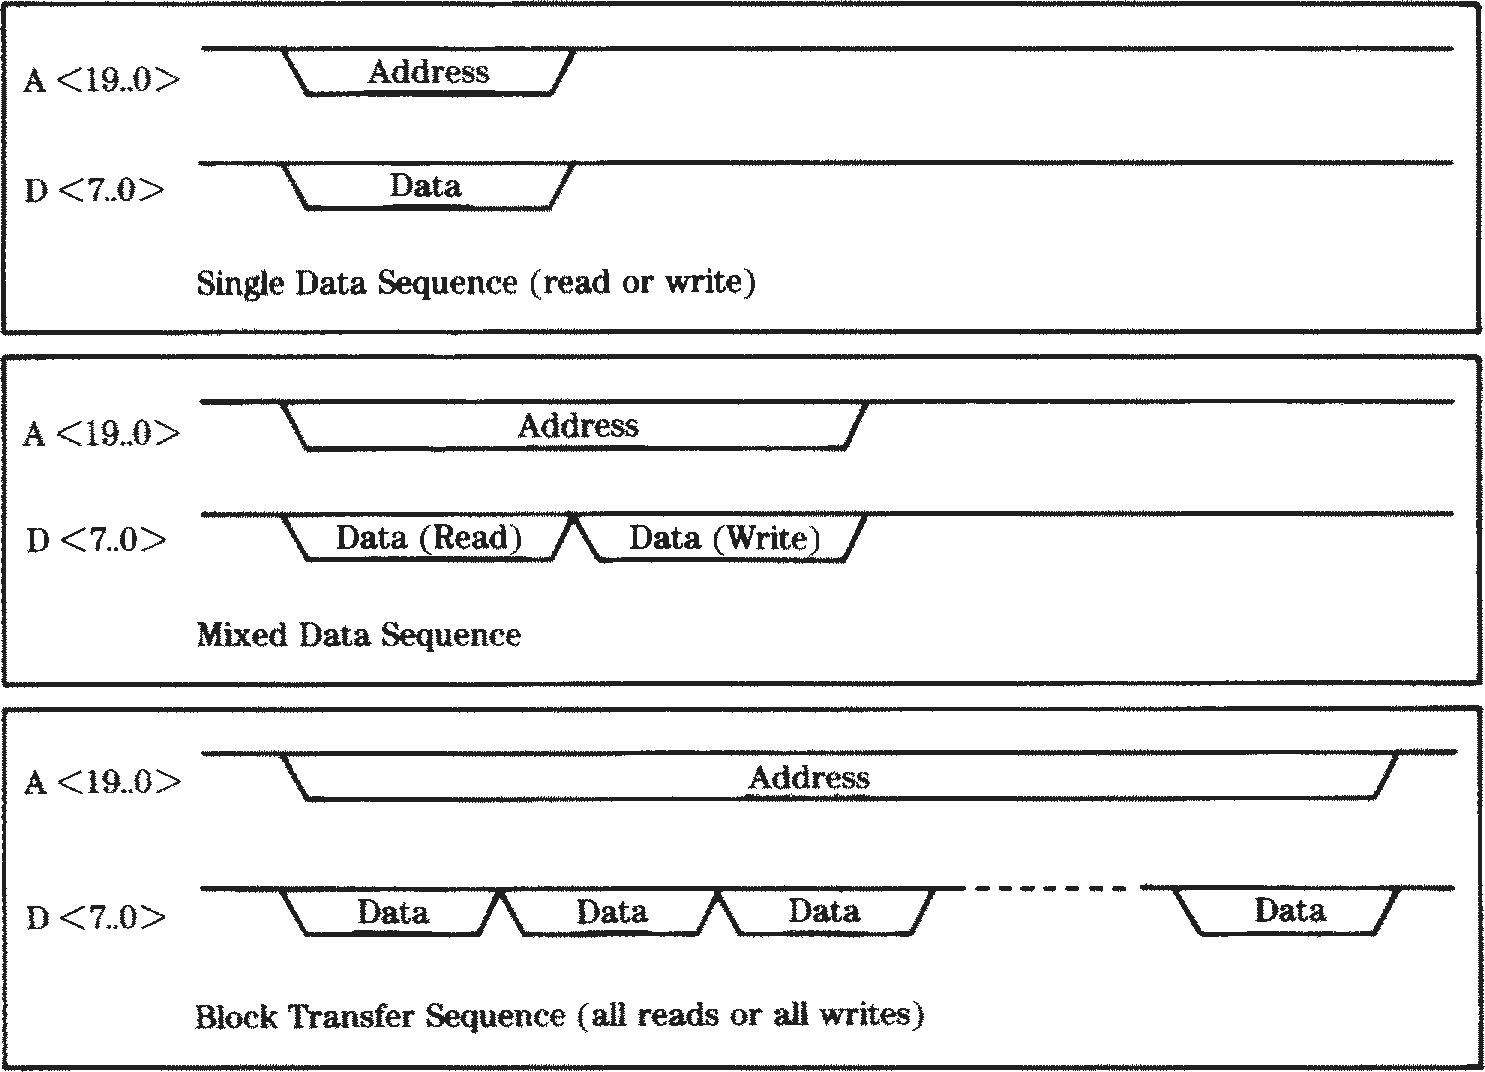 A <19..0> Address
D <7..0> Data
Single Data Sequence (read or write)
A <19..0> Address
D <7..0> Data (Read) Data (Write)
Mixed Data Sequence
A <19..0> Address
D <7..0> Data Data Data Data
Block Transfer Sequence (all reads or all writes)